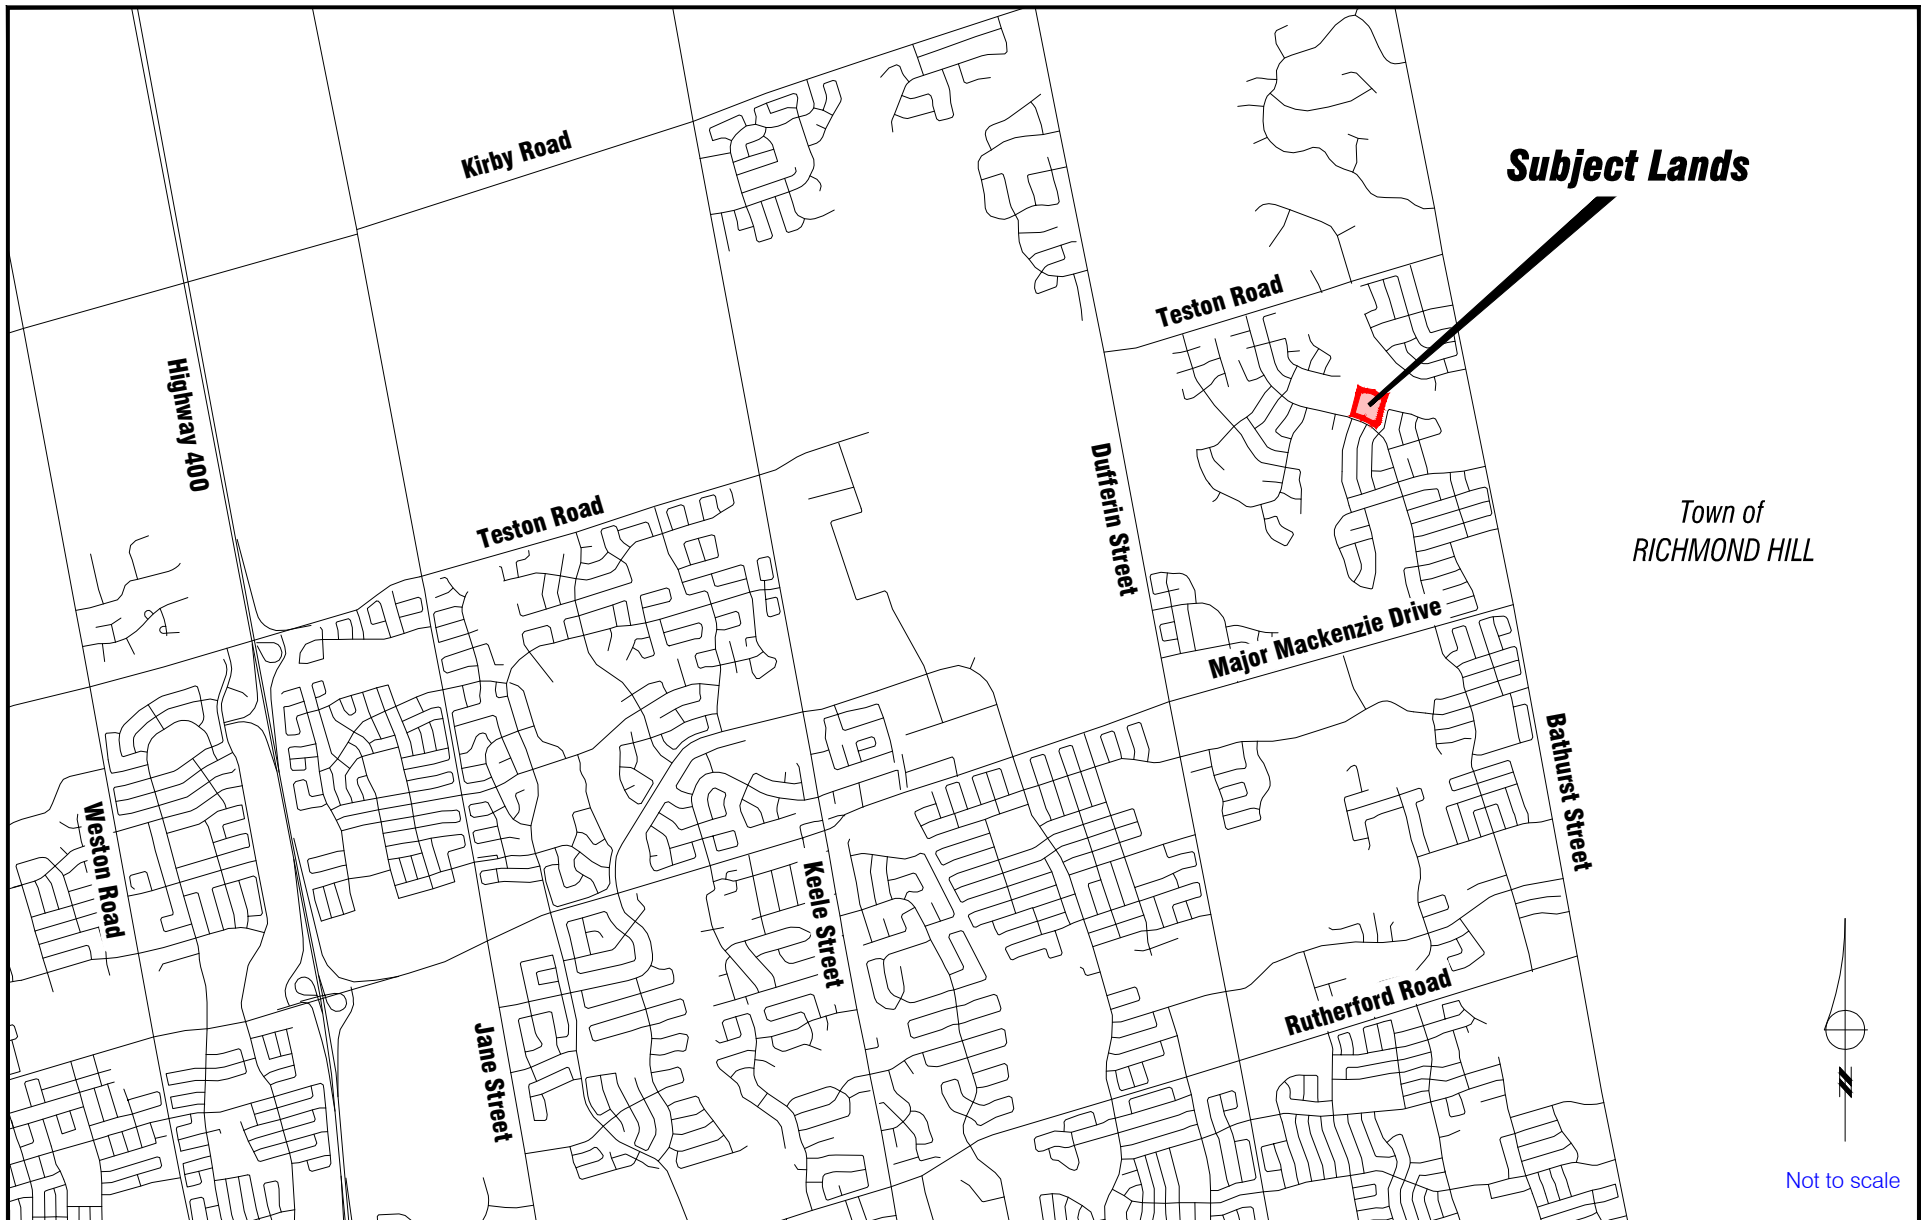 Kirby Road
Subject Lands
Teston Road
Highway 400
Dufferin Street
Teston Road
Town of
RICHMOND HILL
Major Mackenzie Drive
Bathurst Street
Weston Road
Keele Street
Rutherford Road
Jane Street
N
Not to scale